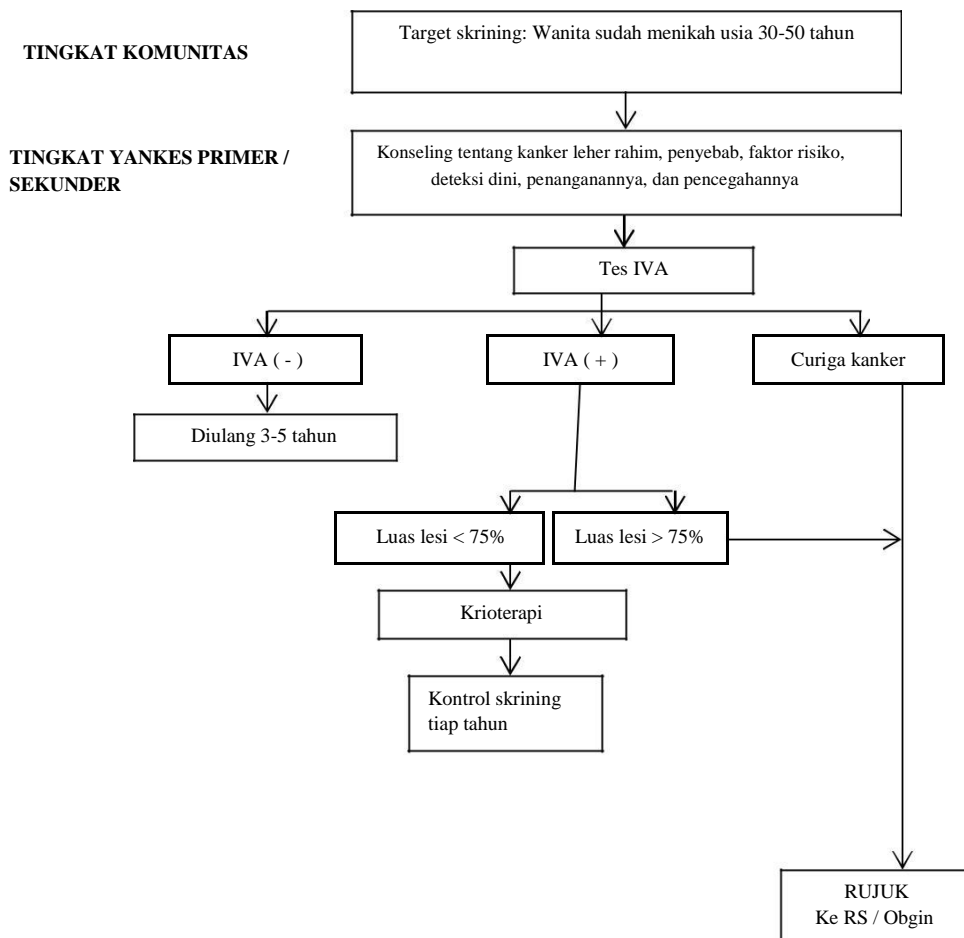 TINGKAT KOMUNITAS
Target skrining: Wanita sudah menikah usia 30-50 tahun
TINGKAT YANKES PRIMER /
SEKUNDER
Konseling tentang kanker leher rahim, penyebab, faktor risiko,
deteksi dini, penanganannya, dan pencegahannya
Tes IVA
IVA ( - )
IVA ( + )
Curiga kanker
Diulang 3-5 tahun
Luas lesi < 75%
Luas lesi > 75%
Krioterapi
Kontrol skrining
tiap tahun
RUJUK
Ke RS / Obgin